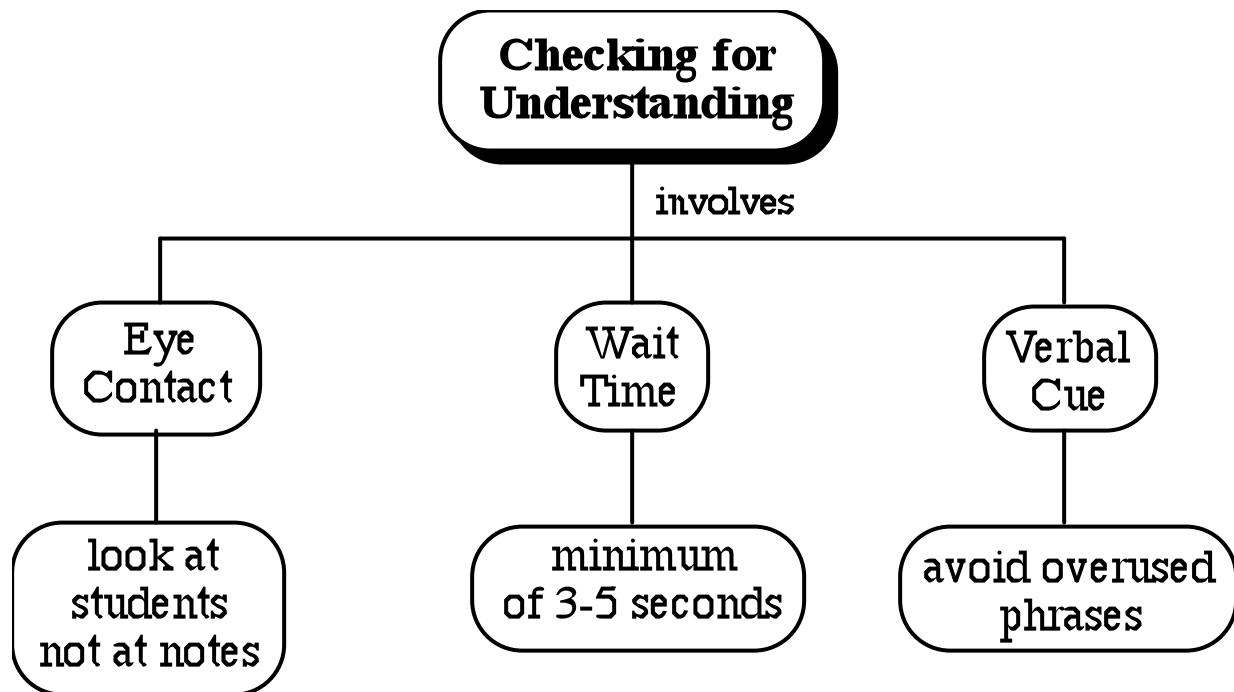 Checking for
Understanding
involves
Eye
Contact
Wait
Time
Verbal
Cue
look at
students
not at notes
minimum
of 3-5 seconds
avoid overused
phrases